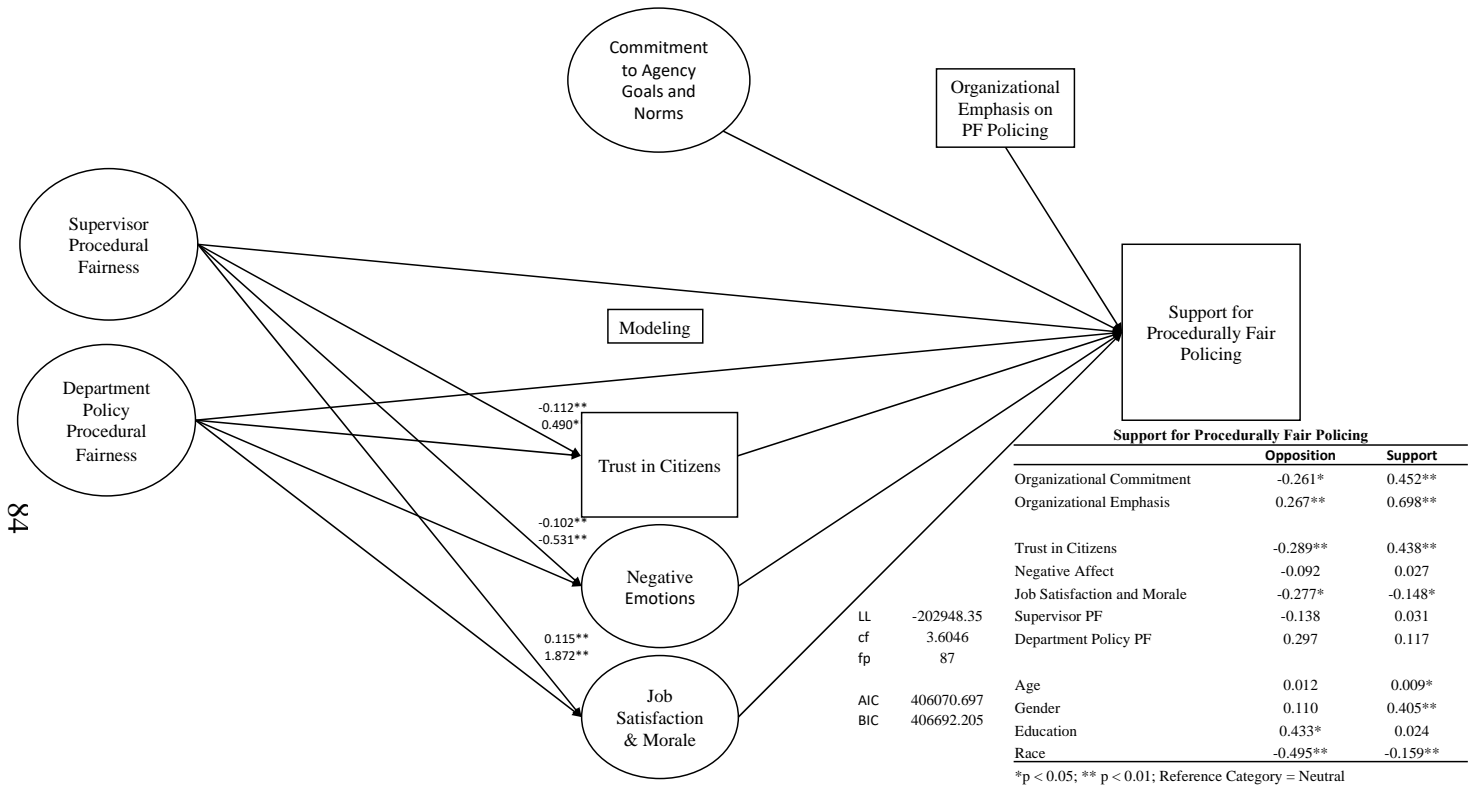 Commitment
to Agency
Goals and
Norms
Organizational
Emphasis on
PF Policing
Supervisor
Procedural
Fairness
Modeling
Support for
Procedurally Fair
Policing
Department
Policy
Procedural
Fairness
-0.112**
0.490*
Trust in Citizens
-0.102**
-0.531**
Negative
Emotions
0.115**
1.872**
Job
Satisfaction
& Morale
LL -202948.35
cf 3.6046
fp 87
AIC 406070.697
BIC 406692.205
Support for Procedurally Fair Policing
Opposition Support
Organizational Commitment -0.261* 0.452**
Organizational Emphasis 0.267** 0.698**
Trust in Citizens -0.289** 0.438**
Negative Affect -0.092 0.027
Job Satisfaction and Morale -0.277* -0.148*
Supervisor PF -0.138 0.031
Department Policy PF 0.297 0.117
Age 0.012 0.009*
Gender 0.110 0.405**
Education 0.433* 0.024
Race -0.495** -0.159**
*p < 0.05; ** p < 0.01; Reference Category = Neutral
84